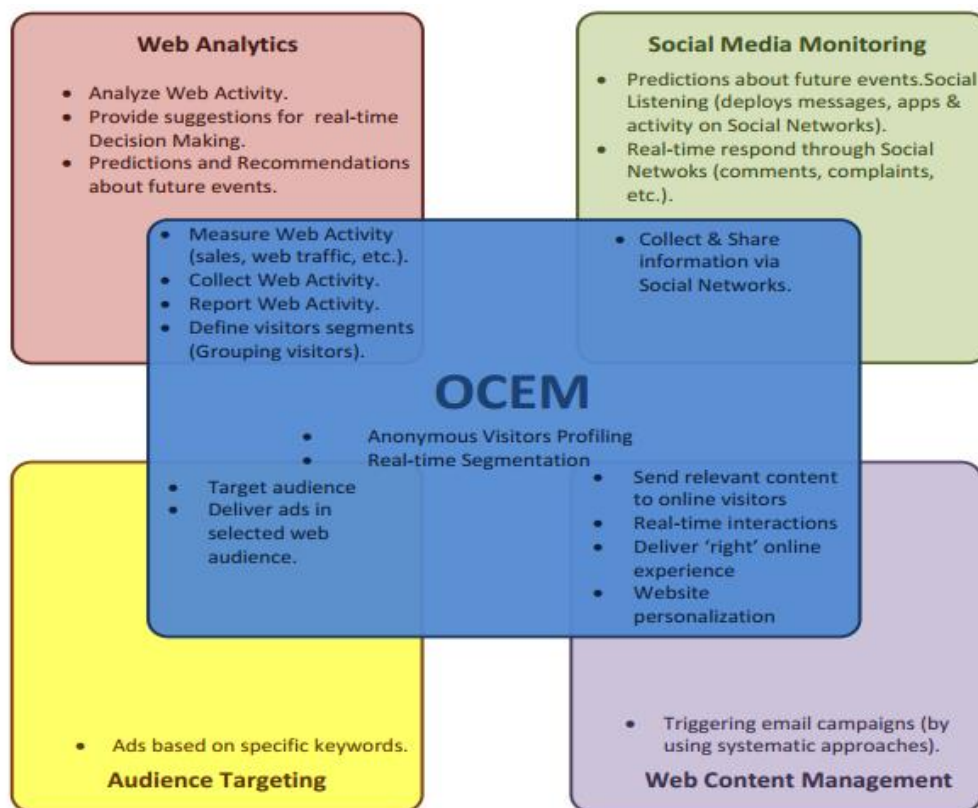 Web Analytics
• Analyze Web Activity.
• Provide suggestions for real-time
Decision Making.
• Predictions and Recommendations
about future events.
Social Media Monitoring
• Predictions about future events.Social
Listening (deploys messages, apps &
activity on Social Networks).
• Real-time respond through Social
Netwoks (comments, complaints,
etc.).
• Measure Web Activity
(sales, web traffic, etc.).
• Collect Web Activity.
• Report Web Activity.
• Define visitors segments
(Grouping visitors).
• Collect & Share
information via
Social Networks.
OCEM
• Anonymous Visitors Profiling
• Real-time Segmentation
• Target audience
• Deliver ads in
selected web
audience.
• Send relevant content
to online visitors
• Real-time interactions
• Deliver ‘right’ online
experience
• Website
personalization
• Ads based on specific keywords.
Audience Targeting
• Triggering email campaigns (by
using systematic approaches).
Web Content Management